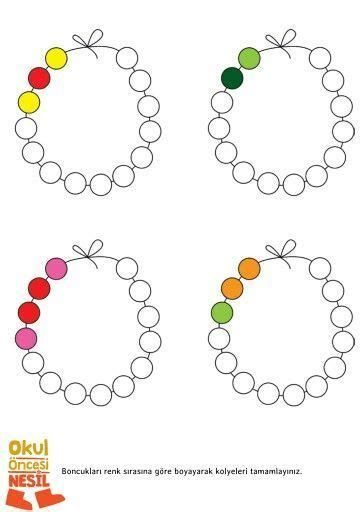 Okul
Öncesi
NESİL
Boncukları renk sırasına göre boyayarak kolyeleri tamamlayınız.